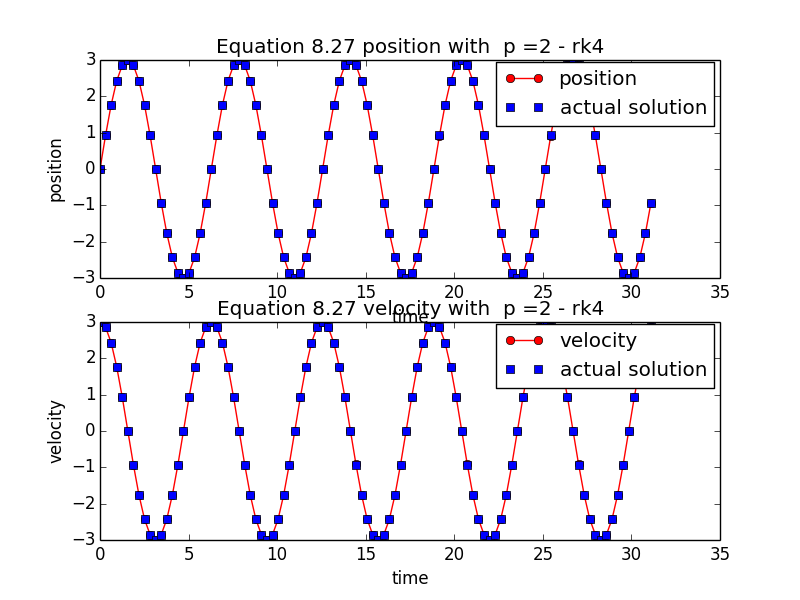 Equation 8.27 position with  p =2 - rk4
3
2
1
0
−1
−2
−3
position
position
actual solution
0 5 10 15 20 25 30 35
time
Equation 8.27 velocity with  p =2 - rk4
3
2
1
0
−1
−2
−3
velocity
velocity
actual solution
0 5 10 15 20 25 30 35
time